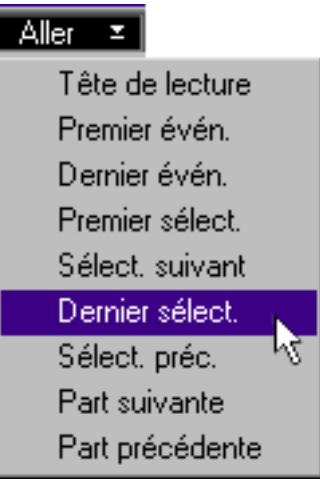 Aller
Tête de lecture
Premier évén.
Dernier évén.
Premier sélect.
Sélect. suivant
Dernier sélect.
Sélect. préc.
Part suivante
Part précédente